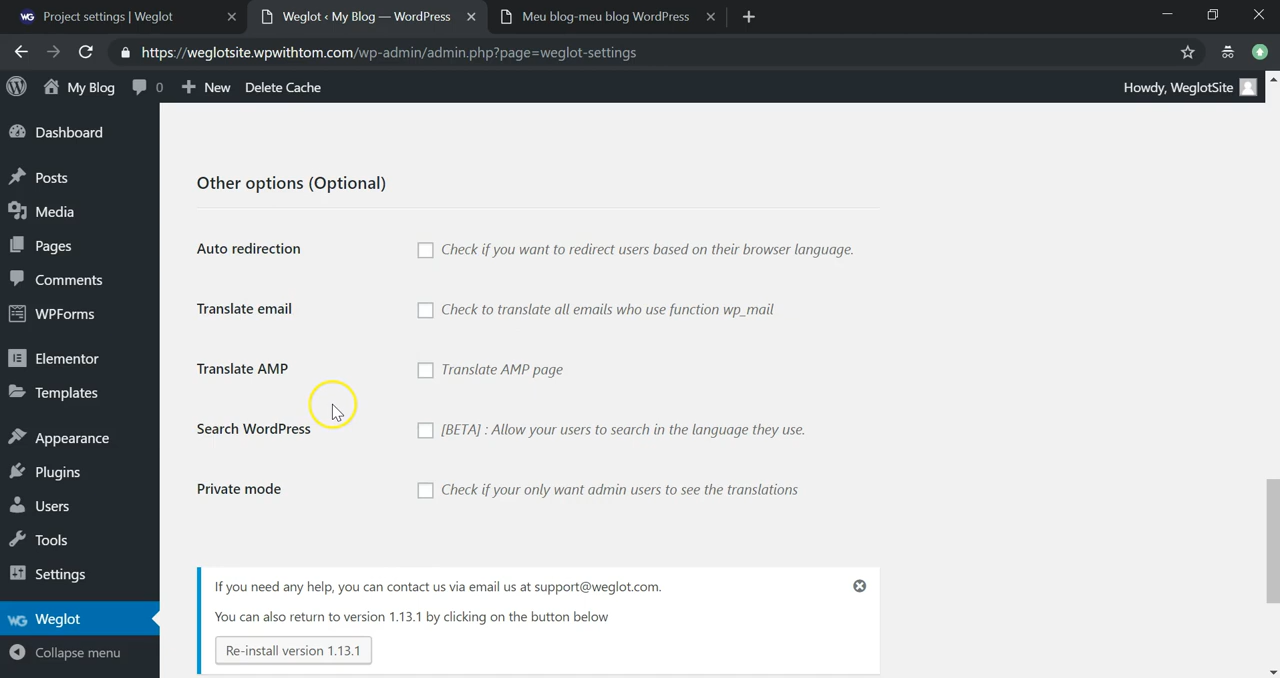 WG Project settings | Weglot
Weglot ‹ My Blog — WordPress
Meu blog-meu blog WordPress
https://weglotsite.wpwithtom.com/wp-admin/admin.php?page=weglot-settings
My Blog 0 New Delete Cache Howdy, WeglotSite
Dashboard
Posts
Media
Pages
Comments
WPForms
Elementor
Templates
Appearance
Plugins
Users
Tools
Settings
WG Weglot
Collapse menu
Other options (Optional)
Auto redirection Check if you want to redirect users based on their browser language.
Translate email Check to translate all emails who use function wp_mail
Translate AMP Translate AMP page
Search WordPress [BETA] : Allow your users to search in the language they use.
Private mode Check if your only want admin users to see the translations
If you need any help, you can contact us via email us at support@weglot.com.
You can also return to version 1.13.1 by clicking on the button below
Re-install version 1.13.1